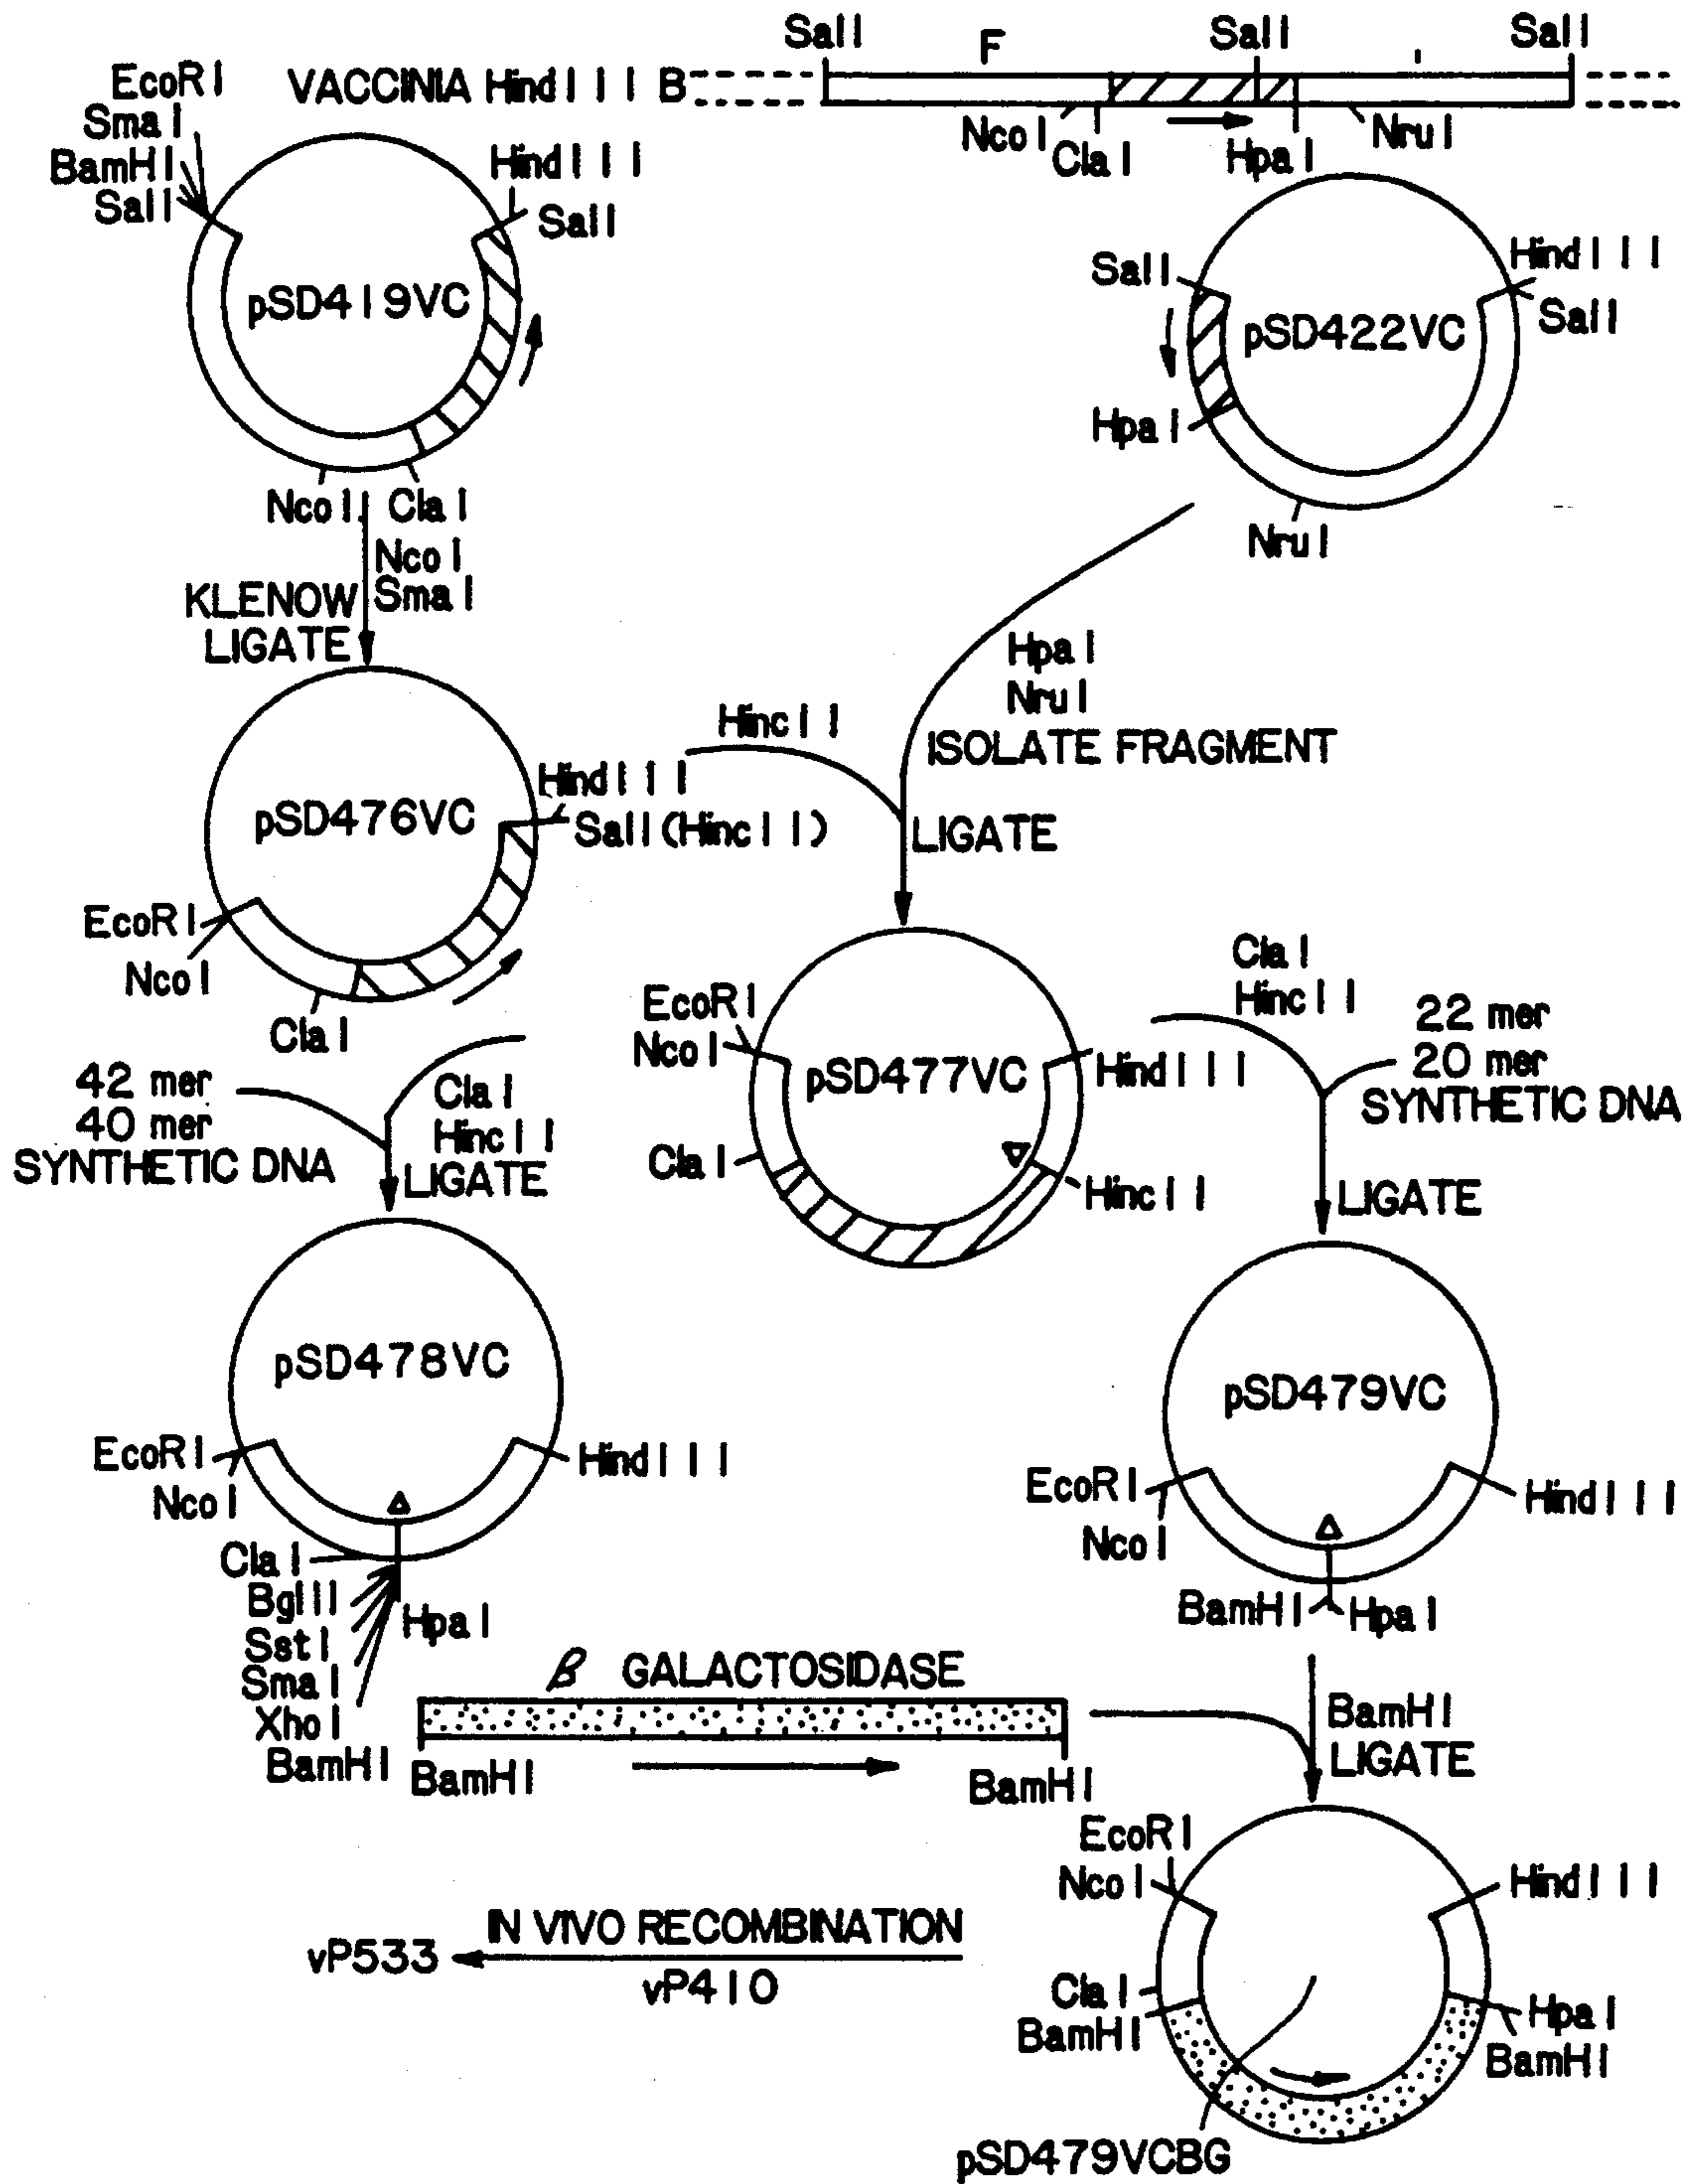 SalI
F
SalI
SalI
VACCINIA HindIII B
NcoI
ClaI
HpaI
NruI
EcoRI
SmaI
BamHI
SalI
HindIII
SalI
pSD419VC
NcoI
ClaI
SalI
HindIII
SalI
pSD422VC
HpaI
NruI
NcoI
SmaI
KLENOW
LIGATE
HpaI
NruI
ISOLATE FRAGMENT
HincII
LIGATE
pSD476VC
HindIII
SalI(HincII)
EcoRI
NcoI
ClaI
EcoRI
NcoI
pSD477VC
HindIII
ClaI
HincII
ClaI
HincII
22 mer
20 mer
SYNTHETIC DNA
LIGATE
42 mer
40 mer
SYNTHETIC DNA
ClaI
HincII
LIGATE
pSD478VC
EcoRI
NcoI
HindIII
ClaI
BglII
SstI
SmaI
XhoI
BamHI
HpaI
pSD479VC
EcoRI
NcoI
HindIII
BamHI
HpaI
β GALACTOSIDASE
BamHI
BamHI
BamHI
LIGATE
EcoRI
NcoI
HindIII
ClaI
BamHI
HpaI
BamHI
pSD479VCBG
IN VIVO RECOMBINATION
vP533
vP410